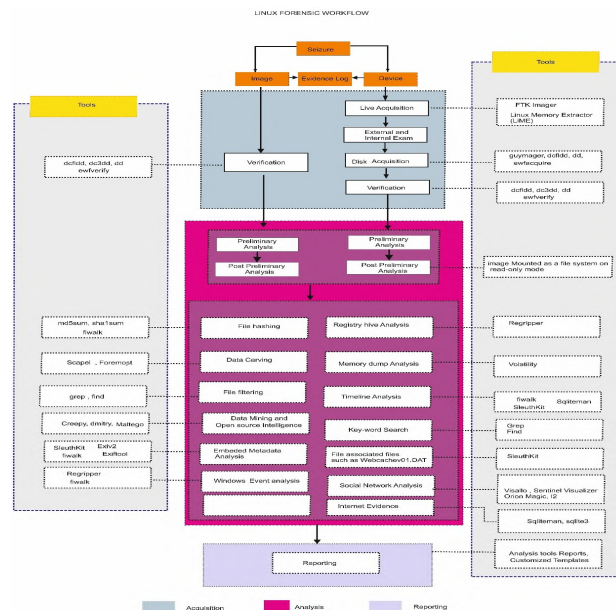 LINUX FORENSIC WORKFLOW
Seizure
Image
Evidence Log
Device
Tools
Tools
Live Acquisition
FTK Imager
Linux Memory Extractor
(LiME)
External and
Internal Exam
dcfldd, dc3dd, dd
ewfverify
Verification
Disk Acquisition
guymager, dcfldd, dd,
ewfacquire
Verification
dcfldd, dc3dd, dd
ewfverify
Preliminary
Analysis
Preliminary
Analysis
Post Preliminary
Analysis
Post Preliminary
Analysis
image Mounted as a file system on
read-only mode
md5sum, sha1sum
fiwalk
File hashing
Registry hive Analysis
Regripper
Scapel , Foremopt
Data Carving
Memory dump Analysis
Volatility
grep , find
File filtering
Timeline Analysis
fiwalk Sqliteman
SleuthKit
Creepy, dmitry, Maltego
Data Mining and
Open source Intelligence
Key-word Search
Grep
Find
SleuthKit Exiv2
fiwalk Exiftool
Embeded Metadata
Analysis
File associated files
such as Webcachev01.DAT
SleuthKit
Regripper
fiwalk
Windows Event analysis
Social Network Analysis
Visallo , Sentinel Visualizer
Orion Magic, I2
Internet Evidence
Sqliteman, sqlite3
Reporting
Analysis tools Reports,
Customized Templates
Acquisition
Analysis
Reporting